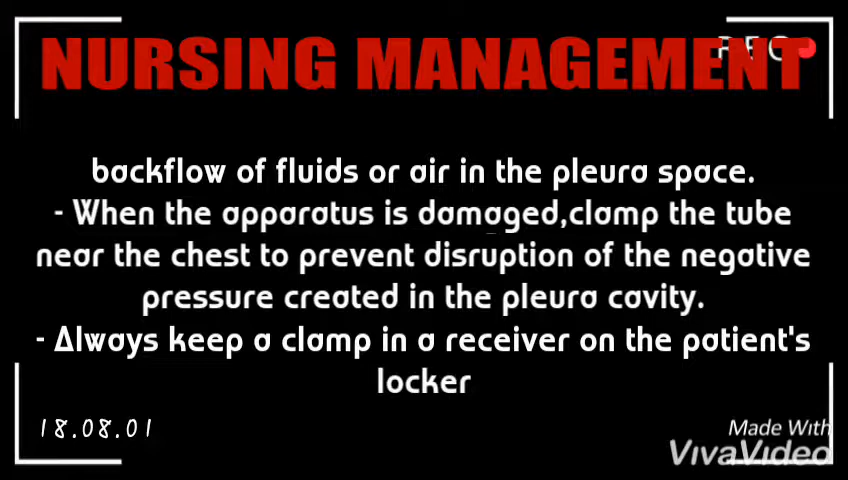 NURSING MANAGEMENT
REC
backflow of fluids or air in the pleura space.
- When the apparatus is damaged,clamp the tube
near the chest to prevent disruption of the negative
pressure created in the pleura cavity.
- Always keep a clamp in a receiver on the patient's
locker
18.08.01
Made With
VivaVideo